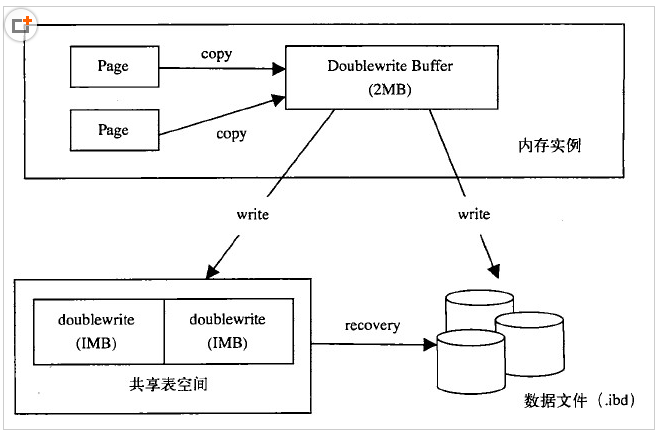 Page
copy
Doublewrite Buffer
(2MB)
Page
copy
内存实例
write
write
doublewrite
(IMB)
doublewrite
(IMB)
recovery
共享表空间
数据文件（.ibd）